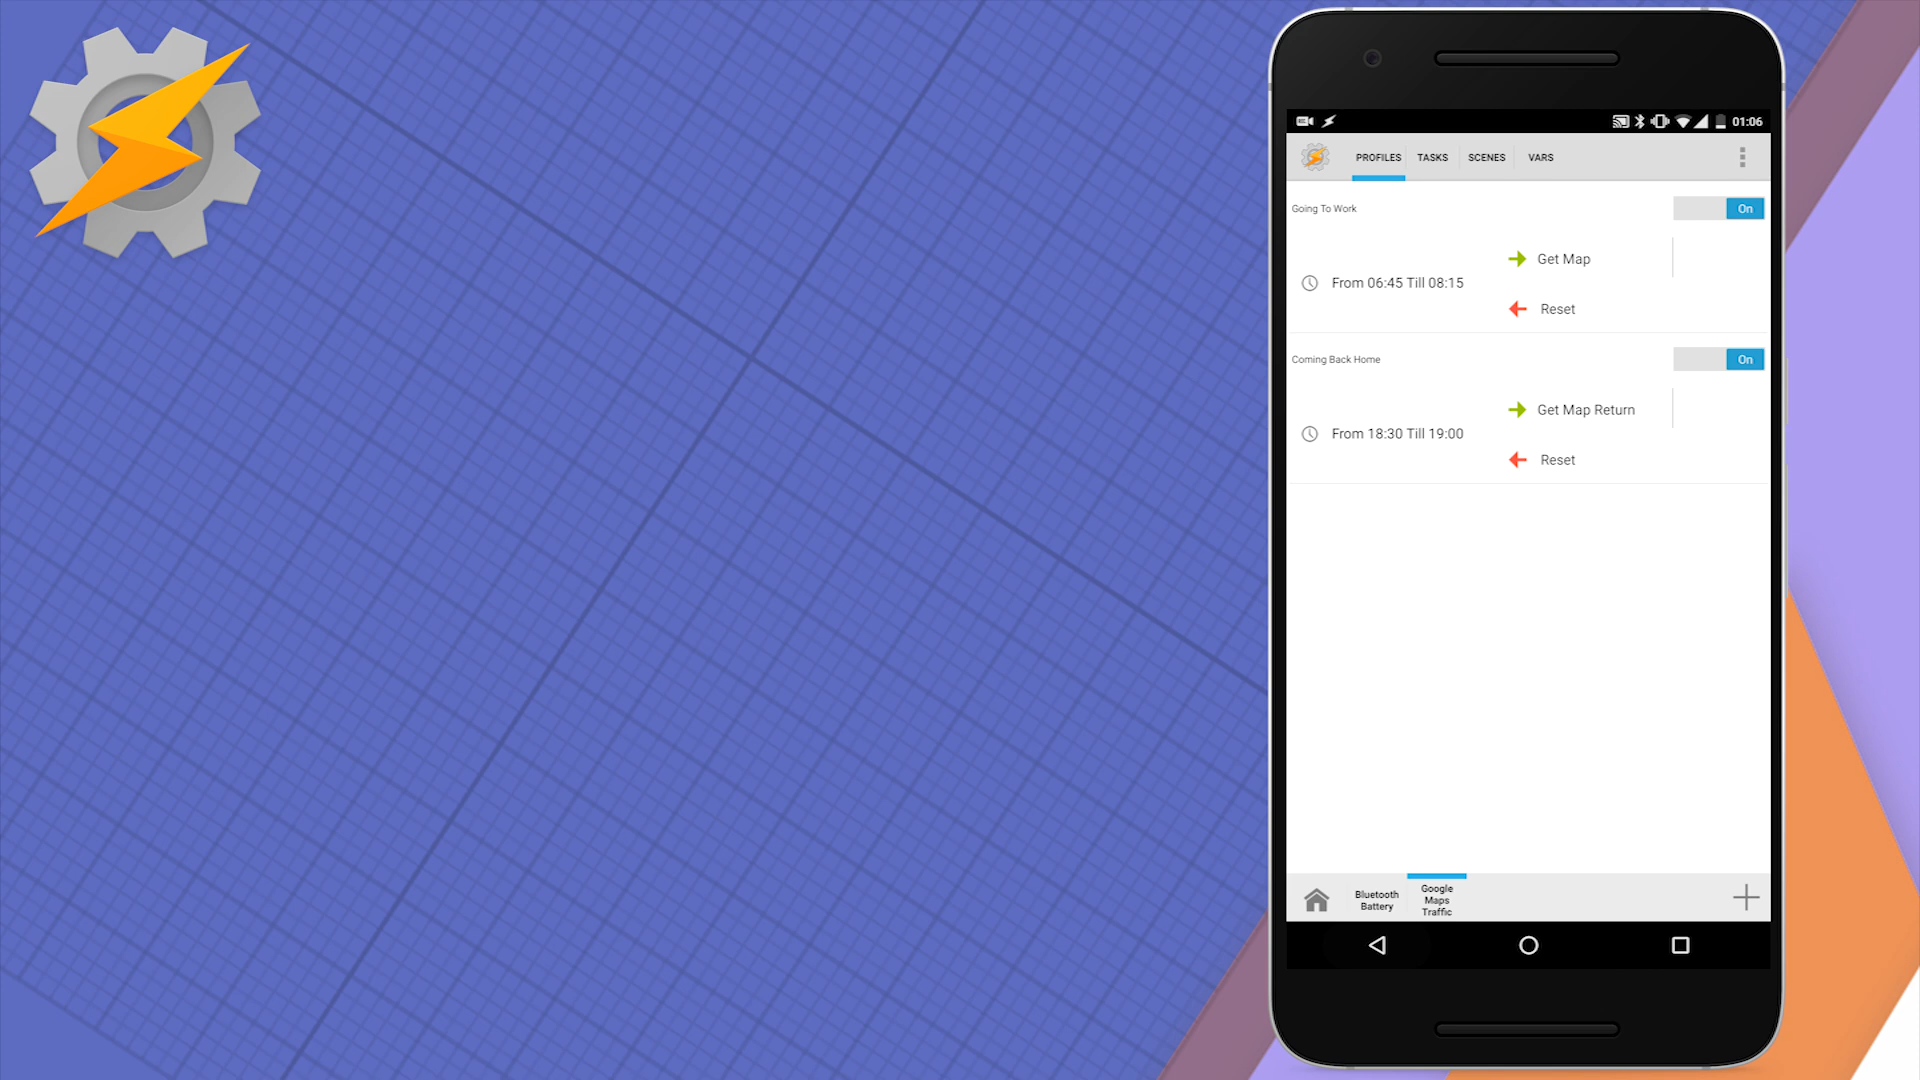 01:06
PROFILES TASKS SCENES VARS
Going To Work On
Get Map
From 06:45 Till 08:15
Reset
Coming Back Home On
Get Map Return
From 18:30 Till 19:00
Reset
Bluetooth
Battery
Google
Maps
Traffic